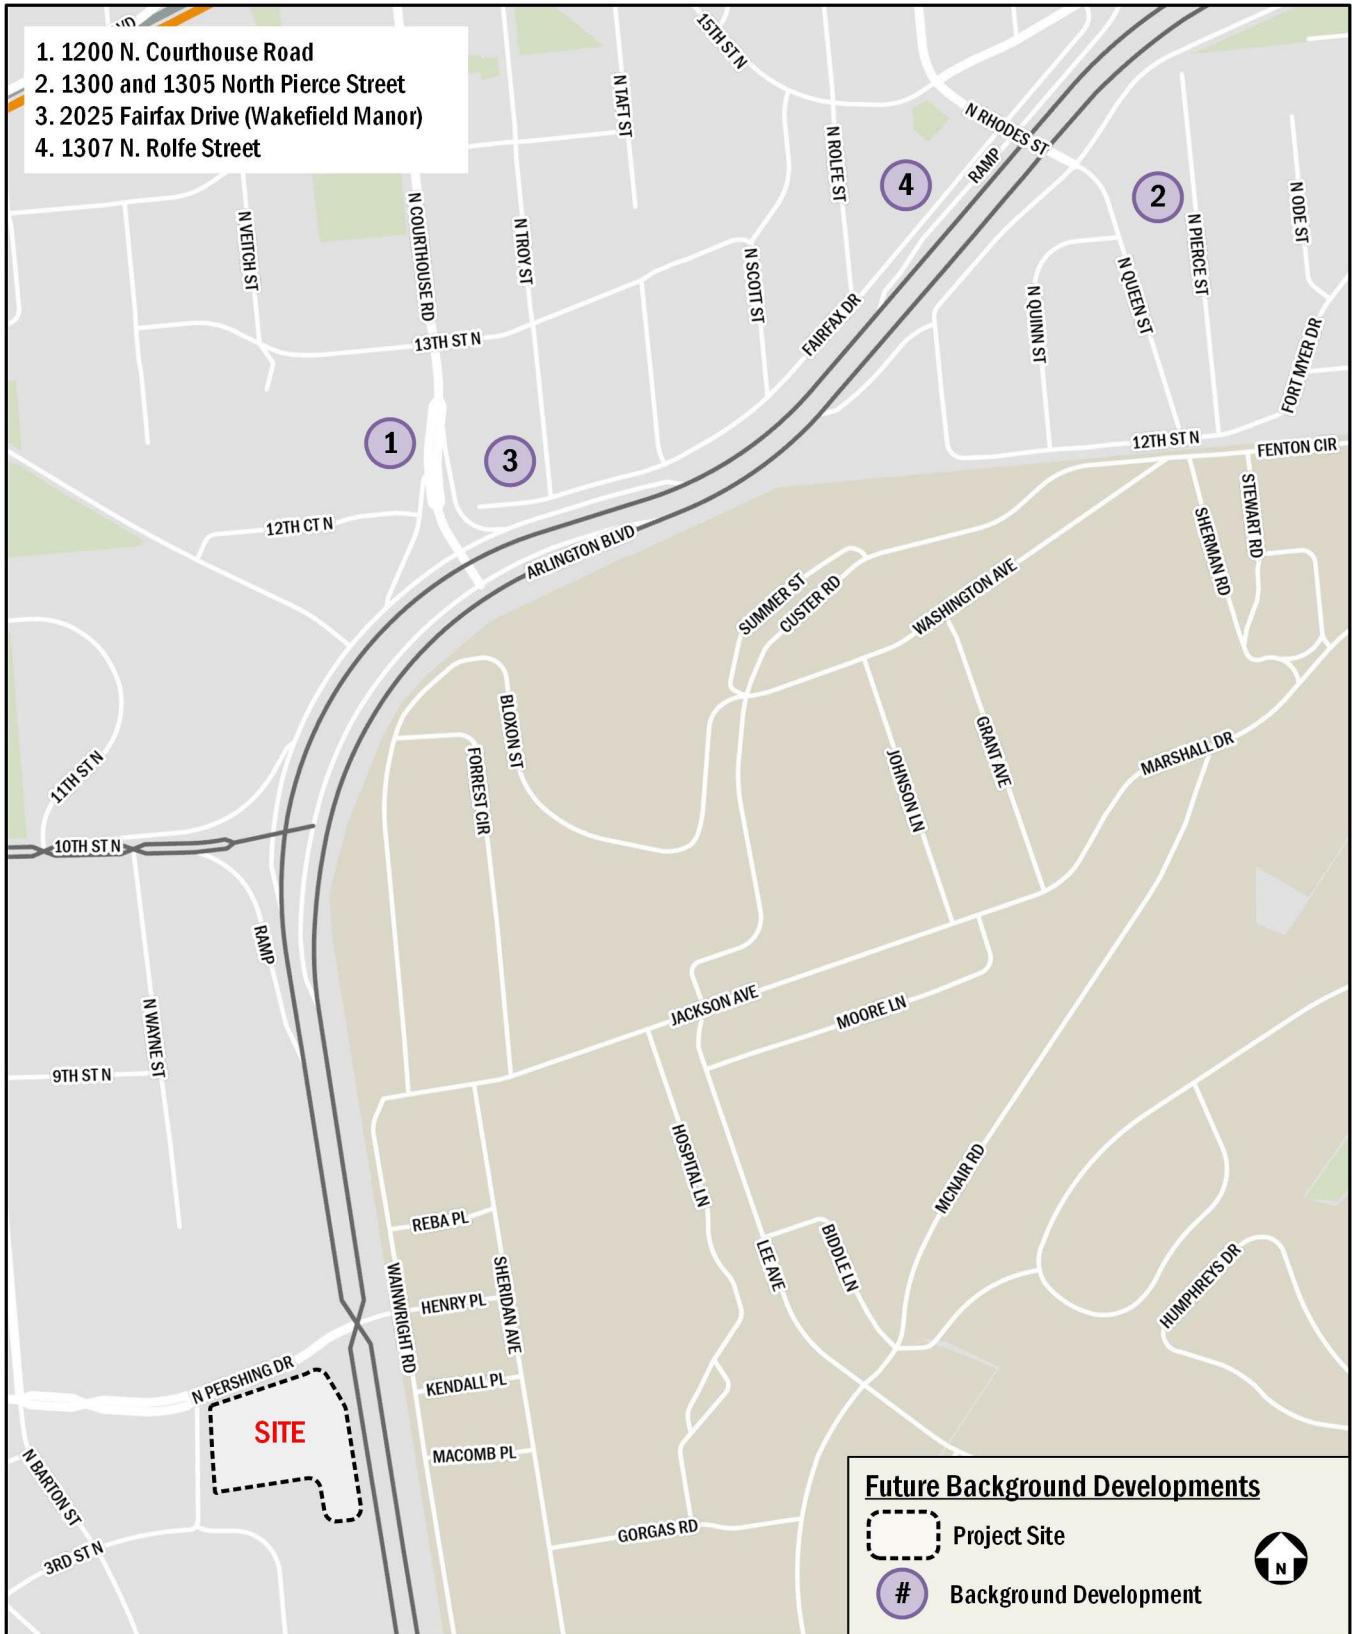 VD
1. 1200 N. Courthouse Road
2. 1300 and 1305 North Pierce Street
3. 2025 Fairfax Drive (Wakefield Manor)
4. 1307 N. Rolfe Street
15TH ST N
N TAFT ST
N RHODES ST
RAMP
N ROLFE ST
4
2
N VEITCH ST
N COURTHOUSE RD
N TROY ST
N SCOTT ST
N PIERCE ST
N ODE ST
N QUEEN ST
N QUINN ST
FAIRFAX DR
13TH ST N
FORT MYER DR
1
3
12TH ST N
FENTON CIR
12TH CT N
ARLINGTON BLVD
STEWART RD
SHERMAN RD
SUMMER ST
CUSTER RD
WASHINGTON AVE
BLOXON ST
FORREST CIR
JOHNSON LN
GRANT AVE
MARSHALL DR
11TH ST N
10TH ST N
RAMP
N WAYNE ST
JACKSON AVE
MOORE LN
9TH ST N
HOSPITAL LN
MCNAIR RD
REBA PL
LEE AVE
BIDDLE LN
HUMPHREYS DR
WAINWRIGHT RD
SHERIDAN AVE
HENRY PL
N PERSHING DR
KENDALL PL
SITE
MACOMB PL
N BARTON ST
3RD ST N
GORGAS RD
Future Background Developments
Project Site
N
# Background Development